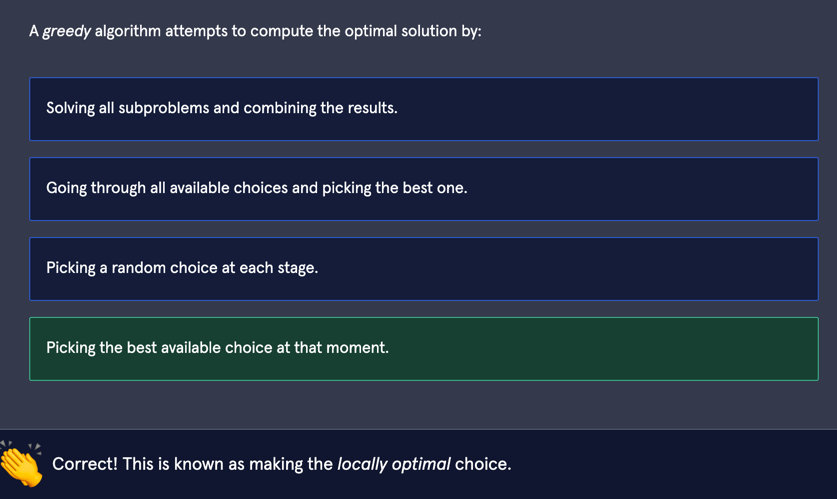 A greedy algorithm attempts to compute the optimal solution by:
Solving all subproblems and combining the results.
Going through all available choices and picking the best one.
Picking a random choice at each stage.
Picking the best available choice at that moment.
Correct! This is known as making the locally optimal choice.